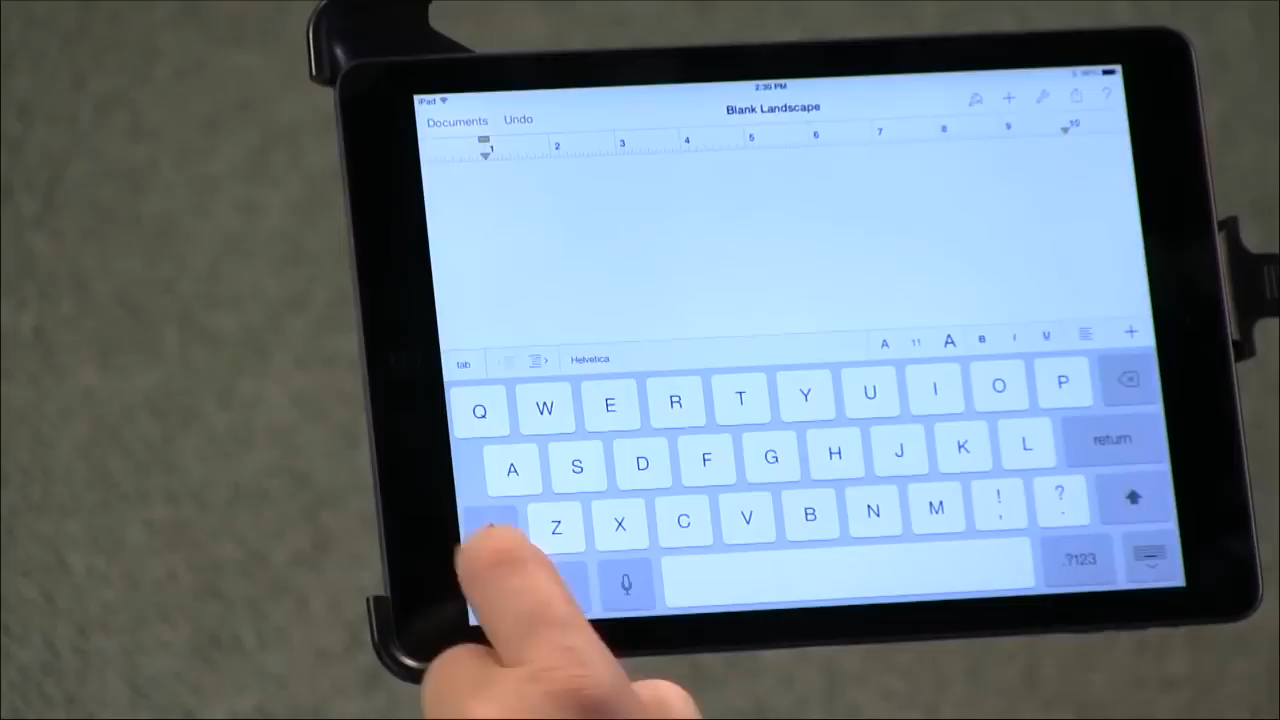 iPad 2:30 PM 98%
Documents Undo Blank Landscape ?
1 2 3 4 5 6 7 8 9 10
tab Helvetica A 11 A B I U
Q W E R T Y U I O P
A S D F G H J K L return
Z X C V B N M ! , ? .
.?123